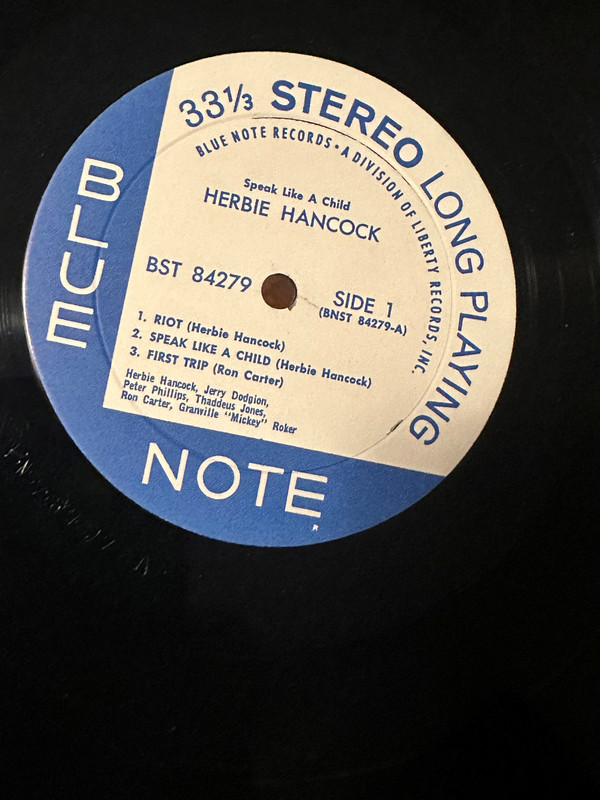 33⅓ STEREO LONG PLAYING
BLUE NOTE RECORDS • A DIVISION OF LIBERTY RECORDS, INC.
Speak Like A Child
HERBIE HANCOCK
BST 84279
SIDE 1
(BNST 84279-A)
1. RIOT (Herbie Hancock)
2. SPEAK LIKE A CHILD (Herbie Hancock)
3. FIRST TRIP (Ron Carter)
Herbie Hancock, Jerry Dodgion,
Peter Phillips, Thaddeus Jones,
Ron Carter, Granville "Mickey" Roker
BLUE
NOTE
R